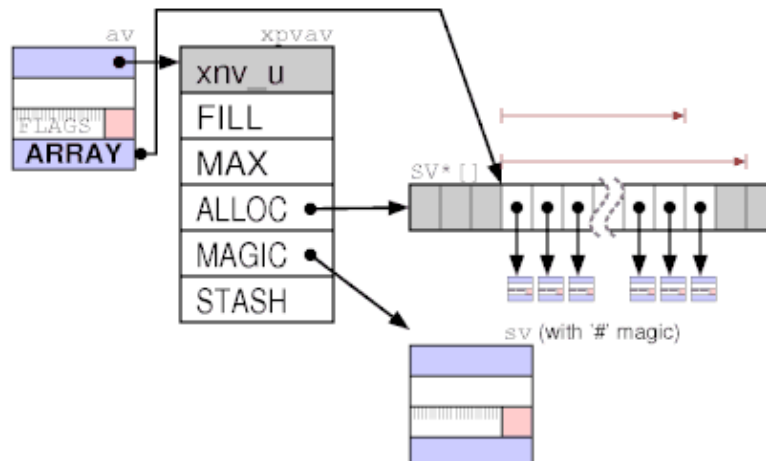 av
xpvav
xnv_u
FLAGS
FILL
ARRAY
MAX
SV*[]
ALLOC
MAGIC
STASH
sv (with '#' magic)